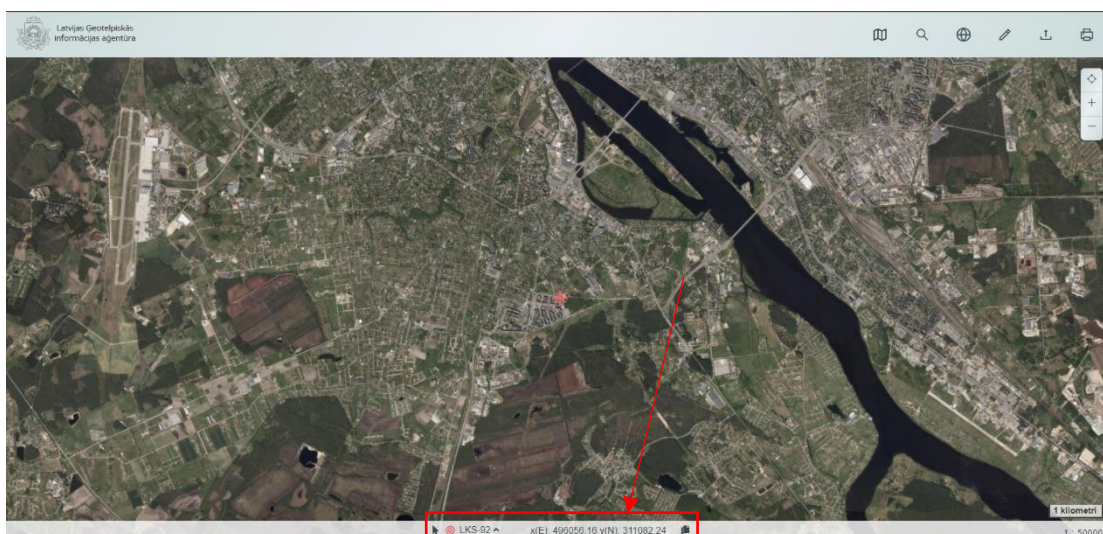 Latvijas Ģeotelpiskās
informācijas aģentūra
1 kilometri
LKS-92 x(E): 496056.16 y(N): 311082.24
1 : 50000